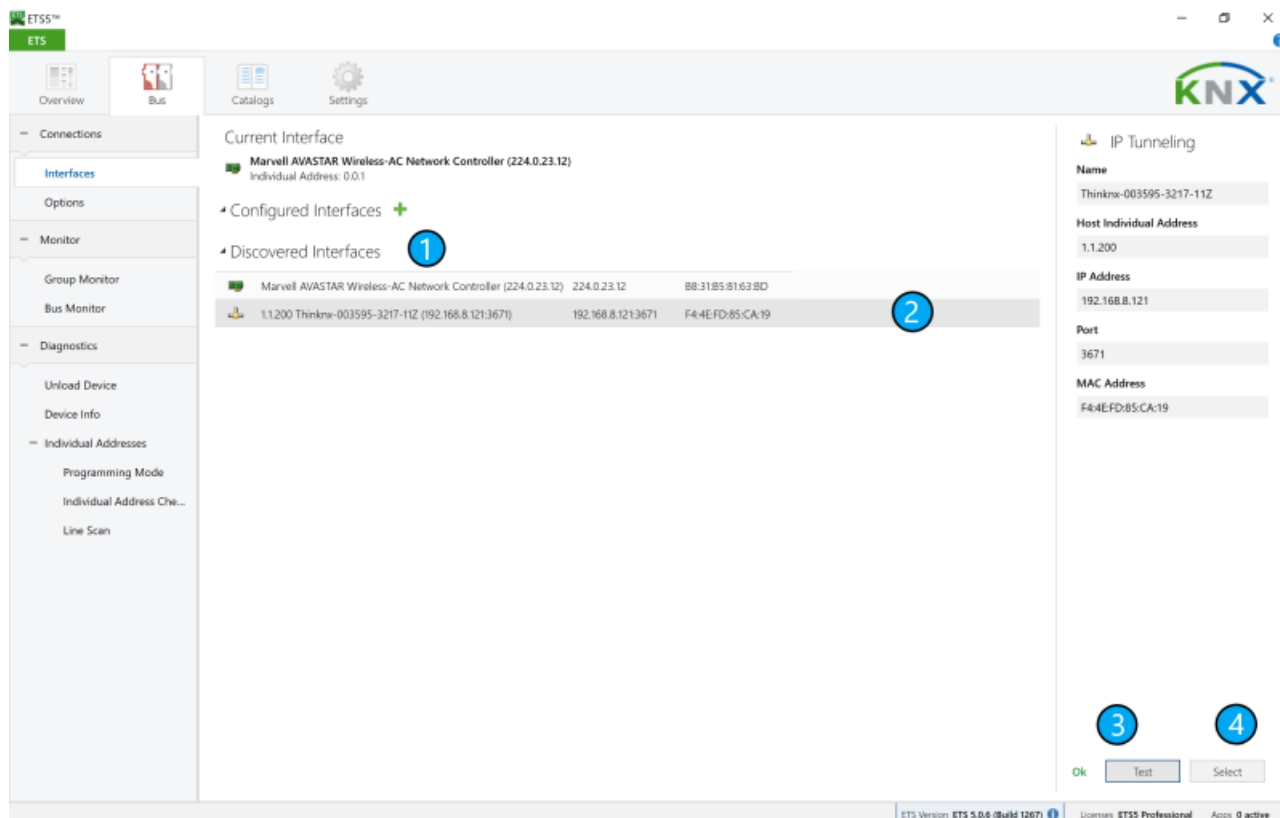 ETS5™
ETS
Overview
Bus
Catalogs
Settings
KNX
Connections
Interfaces
Options
Monitor
Group Monitor
Bus Monitor
Diagnostics
Unload Device
Device Info
Individual Addresses
Programming Mode
Individual Address Che...
Line Scan
Current Interface
Marvell AVASTAR Wireless-AC Network Controller (224.0.23.12)
Individual Address: 0.0.1
Configured Interfaces
Discovered Interfaces 1
Marvell AVASTAR Wireless-AC Network Controller (224.0.23.12) 224.0.23.12 B8:31:B5:81:63:8D
1.1.200 Thinknx-003595-3217-11Z (192.168.8.121:3671) 192.168.8.121:3671 F4:4E:FD:85:CA:19 2
IP Tunneling
Name
Thinknx-003595-3217-11Z
Host Individual Address
1.1.200
IP Address
192.168.8.121
Port
3671
MAC Address
F4:4E:FD:85:CA:19
3 4
Ok Test Select
ETS Version ETS 5.0.6 (Build 1267) Licenses ETS5 Professional Apps 0 active